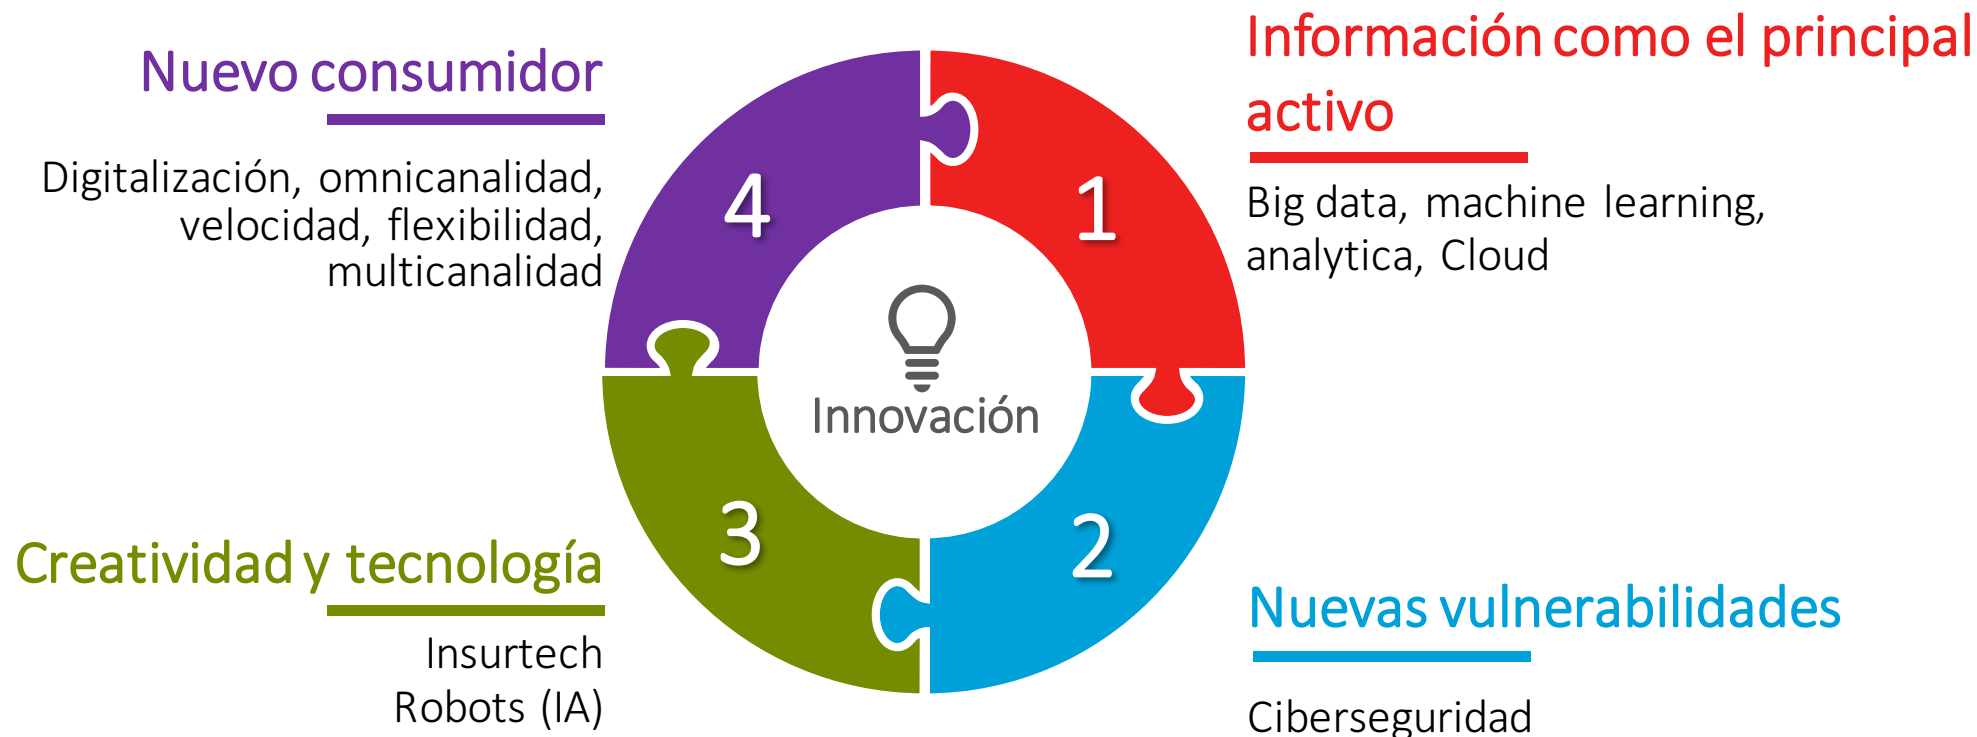 Nuevo consumidor
Digitalización, omnicanalidad,
velocidad, flexibilidad,
multicanalidad
Información como el principal
activo
Big data, machine learning,
analytica, Cloud
4
1
Innovación
3
2
Creatividad y tecnología
Insurtech
Robots (IA)
Nuevas vulnerabilidades
Ciberseguridad